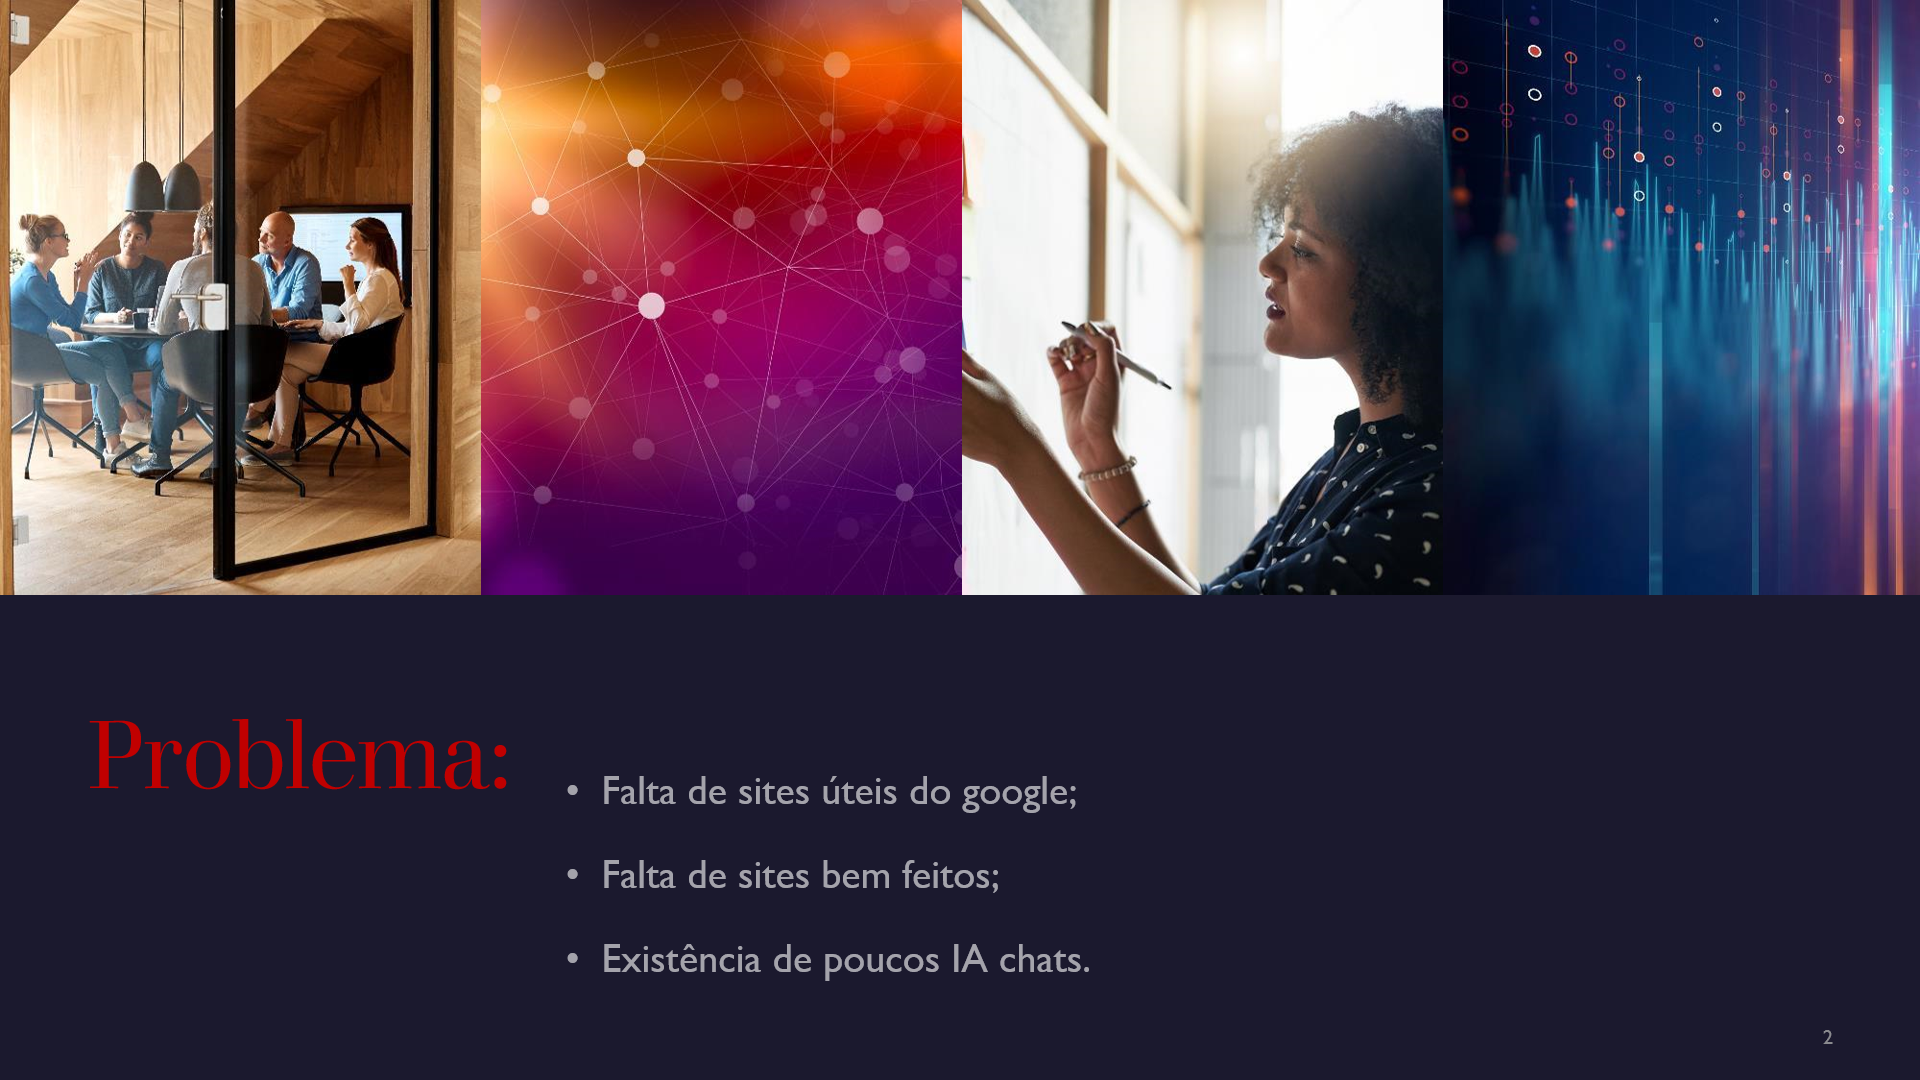 Problema:
• Falta de sites úteis do google;
• Falta de sites bem feitos;
• Existência de poucos IA chats.
2